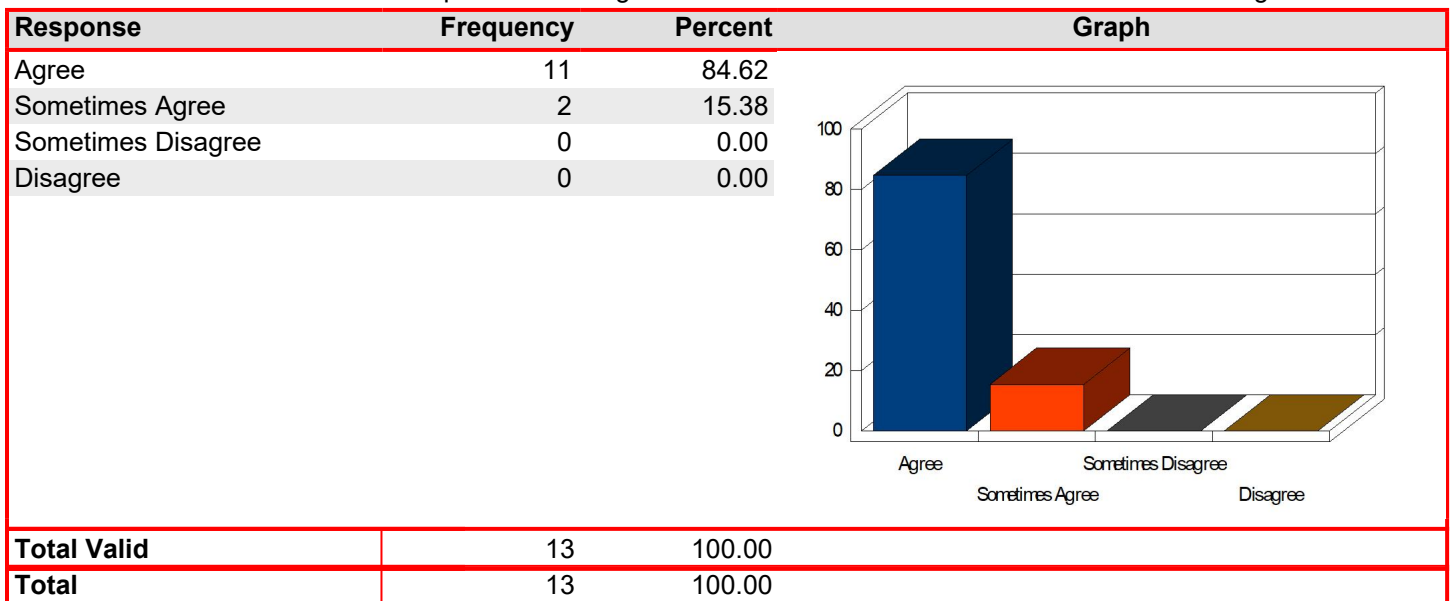 Response Frequency Percent Graph
Agree 11 84.62
Sometimes Agree 2 15.38
Sometimes Disagree 0 0.00
Disagree 0 0.00
100
80
60
40
20
0
Agree Sometimes Disagree
Sometimes Agree Disagree
Total Valid 13 100.00
Total 13 100.00